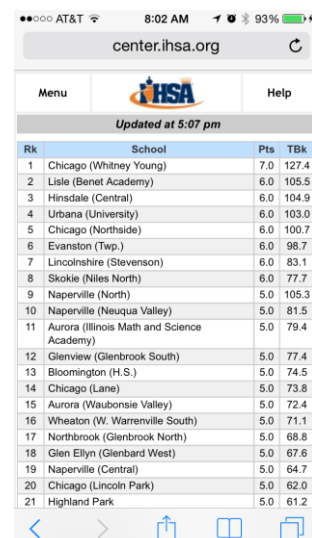 AT&T 8:02 AM 93%
center.ihsa.org
Menu IHSA Help
Updated at 5:07 pm
Rk School Pts TBk
1 Chicago (Whitney Young) 7.0 127.4
2 Lisle (Benet Academy) 6.0 105.5
3 Hinsdale (Central) 6.0 104.9
4 Urbana (University) 6.0 103.0
5 Chicago (Northside) 6.0 100.7
6 Evanston (Twp.) 6.0 98.7
7 Lincolnshire (Stevenson) 6.0 83.1
8 Skokie (Niles North) 6.0 77.7
9 Naperville (North) 5.0 105.3
10 Naperville (Neuqua Valley) 5.0 81.5
11 Aurora (Illinois Math and Science 5.0 79.4
Academy)
12 Glenview (Glenbrook South) 5.0 77.4
13 Bloomington (H.S.) 5.0 74.5
14 Chicago (Lane) 5.0 73.8
15 Aurora (Waubonsie Valley) 5.0 72.4
16 Wheaton (W. Warrenville South) 5.0 71.1
17 Northbrook (Glenbrook North) 5.0 68.8
18 Glen Ellyn (Glenbard West) 5.0 67.6
19 Naperville (Central) 5.0 64.7
20 Chicago (Lincoln Park) 5.0 62.0
21 Highland Park 5.0 61.2